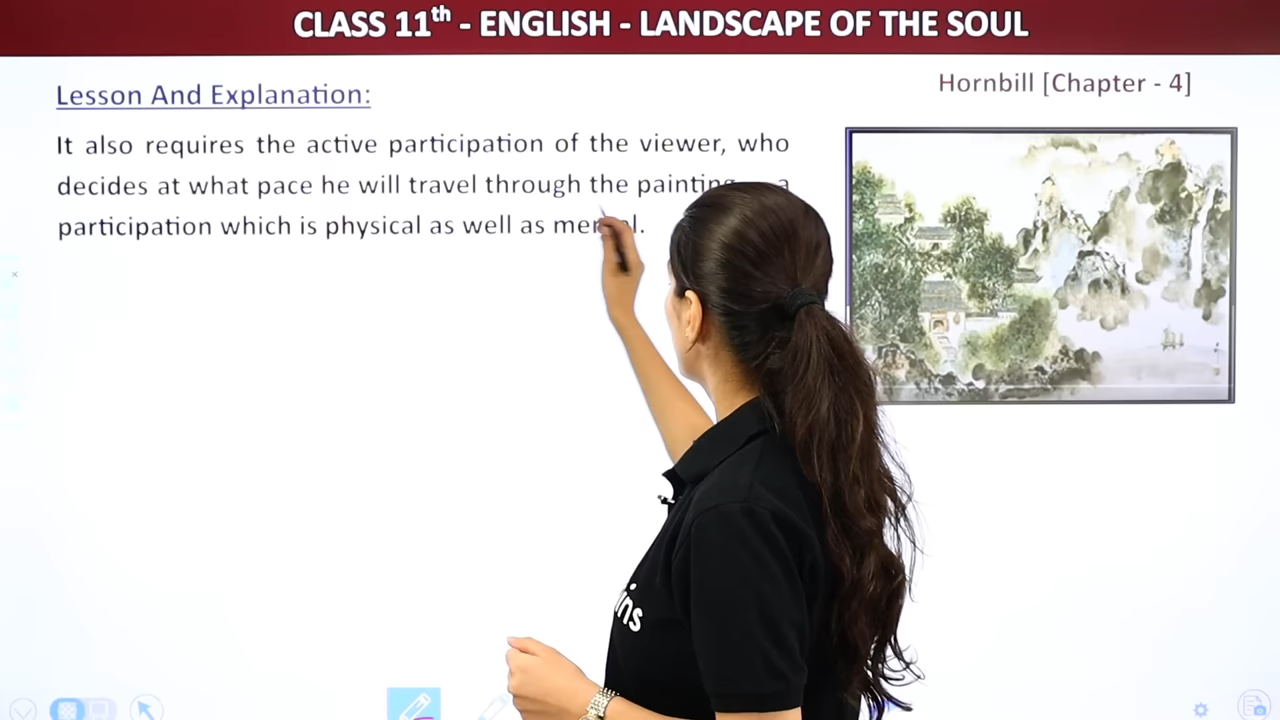 CLASS 11th - ENGLISH - LANDSCAPE OF THE SOUL
Hornbill [Chapter - 4]
Lesson And Explanation:
It also requires the active participation of the viewer, who
decides at what pace he will travel through the painting a
participation which is physical as well as